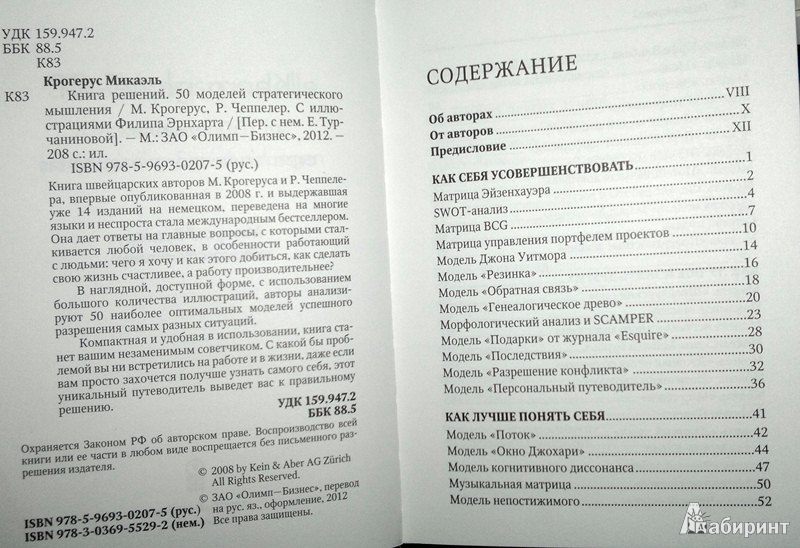 УДК 159.947.2
ББК 88.5
К83
Крогерус Микаэль
К83 Книга решений. 50 моделей стратегического
мышления / М. Крогерус, Р. Чеппелер. С иллю-
страциями Филипа Эрнхарта / [Пер. с нем. Е. Тур-
чаниновой]. — М.: ЗАО «Олимп—Бизнес», 2012. —
208 с.: ил.
ISBN 978-5-9693-0207-5 (рус.)
Книга швейцарских авторов М. Крогеруса и Р. Чеппеле-
ра, впервые опубликованная в 2008 г. и выдержавшая
уже 14 изданий на немецком, переведена на многие
языки и неспроста стала международным бестселлером.
Она дает ответы на главные вопросы, с которыми стал-
кивается любой человек, в особенности работающий
с людьми: чего я хочу и как этого добиться, как сделать
свою жизнь счастливее, а работу производительнее?
В наглядной, доступной форме, с использованием
большого количества иллюстраций, авторы анализи-
руют 50 наиболее оптимальных моделей успешного
разрешения самых разных ситуаций.
Компактная и удобная в использовании, книга ста-
нет вашим незаменимым советчиком. С какой бы проб-
лемой вы ни встретились на работе и в жизни, даже если
вам просто захочется получше узнать самого себя, этот
уникальный путеводитель выведет вас к правильному
решению.
УДК 159.947.2
ББК 88.5
Охраняется Законом РФ об авторском праве. Воспроизводство всей
книги или ее части в любом виде воспрещается без письменного раз-
решения издателя.
© 2008 by Kein & Aber AG Zürich
All Rights Reserved.
© ЗАО «Олимп—Бизнес», перевод
на рус. яз., оформление, 2012
Все права защищены.
ISBN 978-5-9693-0207-5 (рус.)
ISBN 978-3-0369-5529-2 (нем.)
СОДЕРЖАНИЕ
Об авторах VIII
От авторов X
Предисловие XII
КАК СЕБЯ УСОВЕРШЕНСТВОВАТЬ 1
Матрица Эйзенхауэра 2
SWOT-анализ 4
Матрица BCG 7
Матрица управления портфелем проектов 10
Модель Джона Уитмора 14
Модель «Резинка» 16
Модель «Обратная связь» 18
Модель «Генеалогическое древо» 20
Морфологический анализ и SCAMPER 23
Модель «Подарки» от журнала «Esquire» 28
Модель «Последствия» 30
Модель «Разрешение конфликта» 32
Модель «Персональный путеводитель» 36
КАК ЛУЧШЕ ПОНЯТЬ СЕБЯ 41
Модель «Поток» 42
Модель «Окно Джохари» 44
Модель когнитивного диссонанса 47
Музыкальная матрица 50
Модель непостижимого 52
Лабиринт